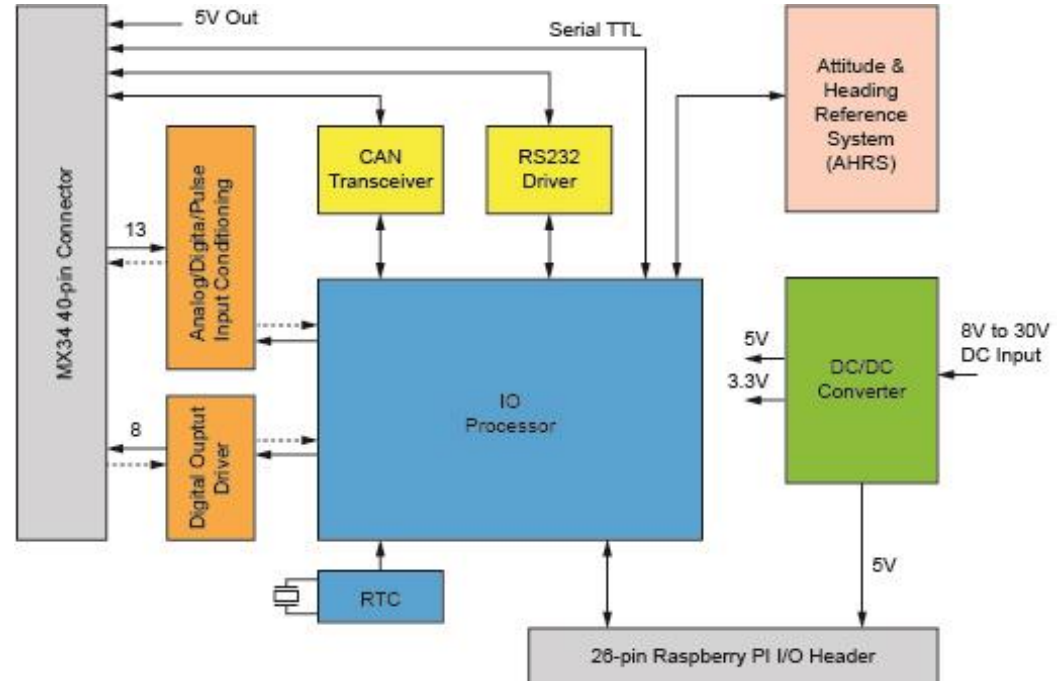 5V Out
Serial TTL
MX34 40-pin Connector
13
8
Analog/Digita/Pulse
Input Conditioning
Digital Ouptut
Driver
CAN
Transceiver
RS232
Driver
Attitude &
Heading
Reference
System
(AHRS)
IO
Processor
5V
3.3V
DC/DC
Converter
8V to 30V
DC Input
RTC
5V
26-pin Raspberry PI I/O Header